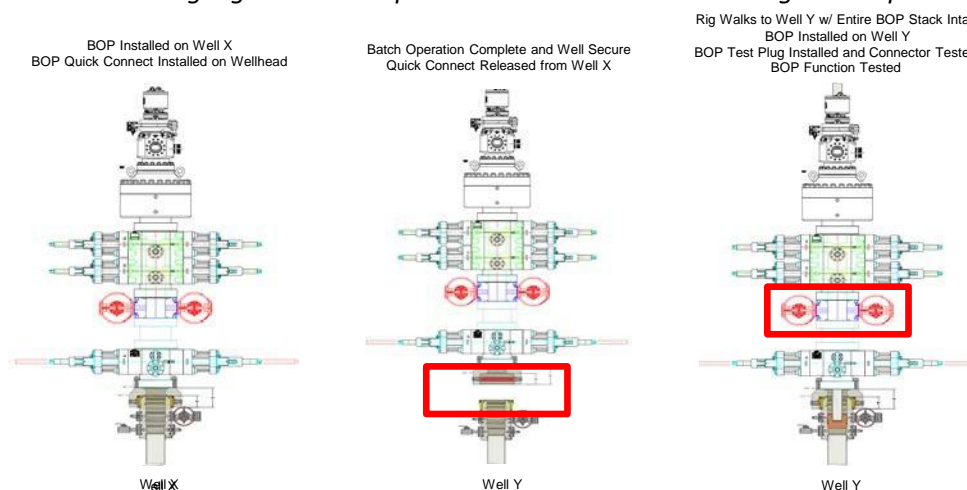 BOP Installed on Well X
BOP Quick Connect Installed on Wellhead
Batch Operation Complete and Well Secure
Quick Connect Released from Well X
Rig Walks to Well Y w/ Entire BOP Stack Inta
BOP Installed on Well Y
BOP Test Plug Installed and Connector Teste
BOP Function Tested
Well X
Well Y
Well Y